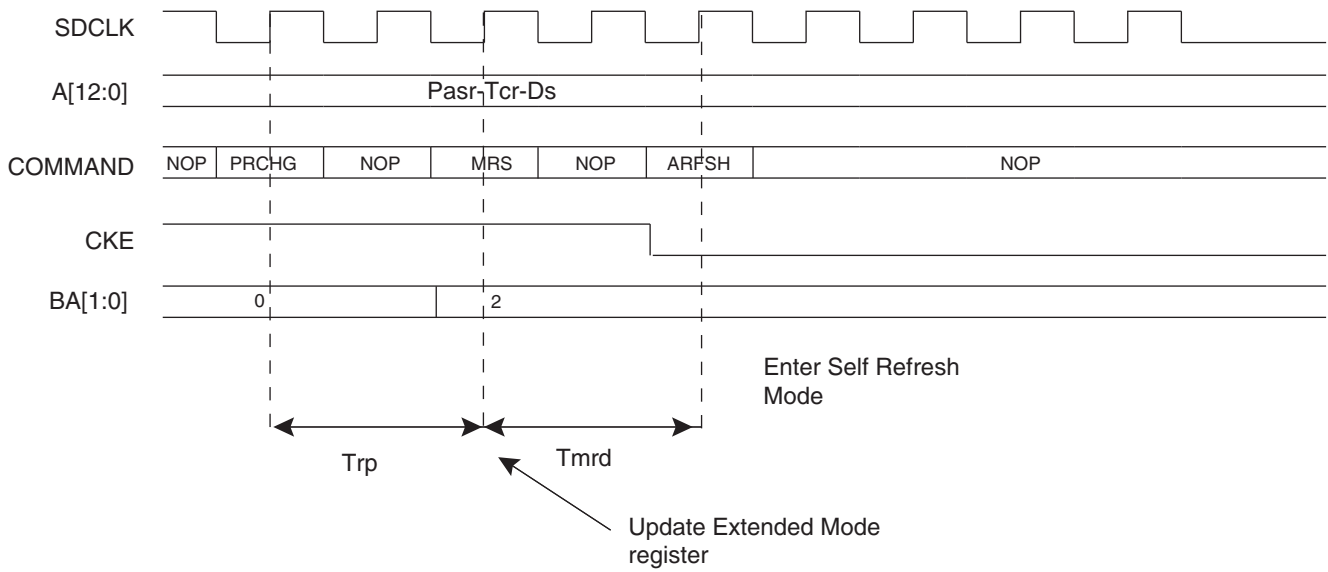 SDCLK
A[12:0]
Pasr-Tcr-Ds
COMMAND
NOP PRCHG NOP MRS NOP ARFSH NOP
CKE
BA[1:0]
0 2
Enter Self Refresh
Mode
Trp
Tmrd
Update Extended Mode
register